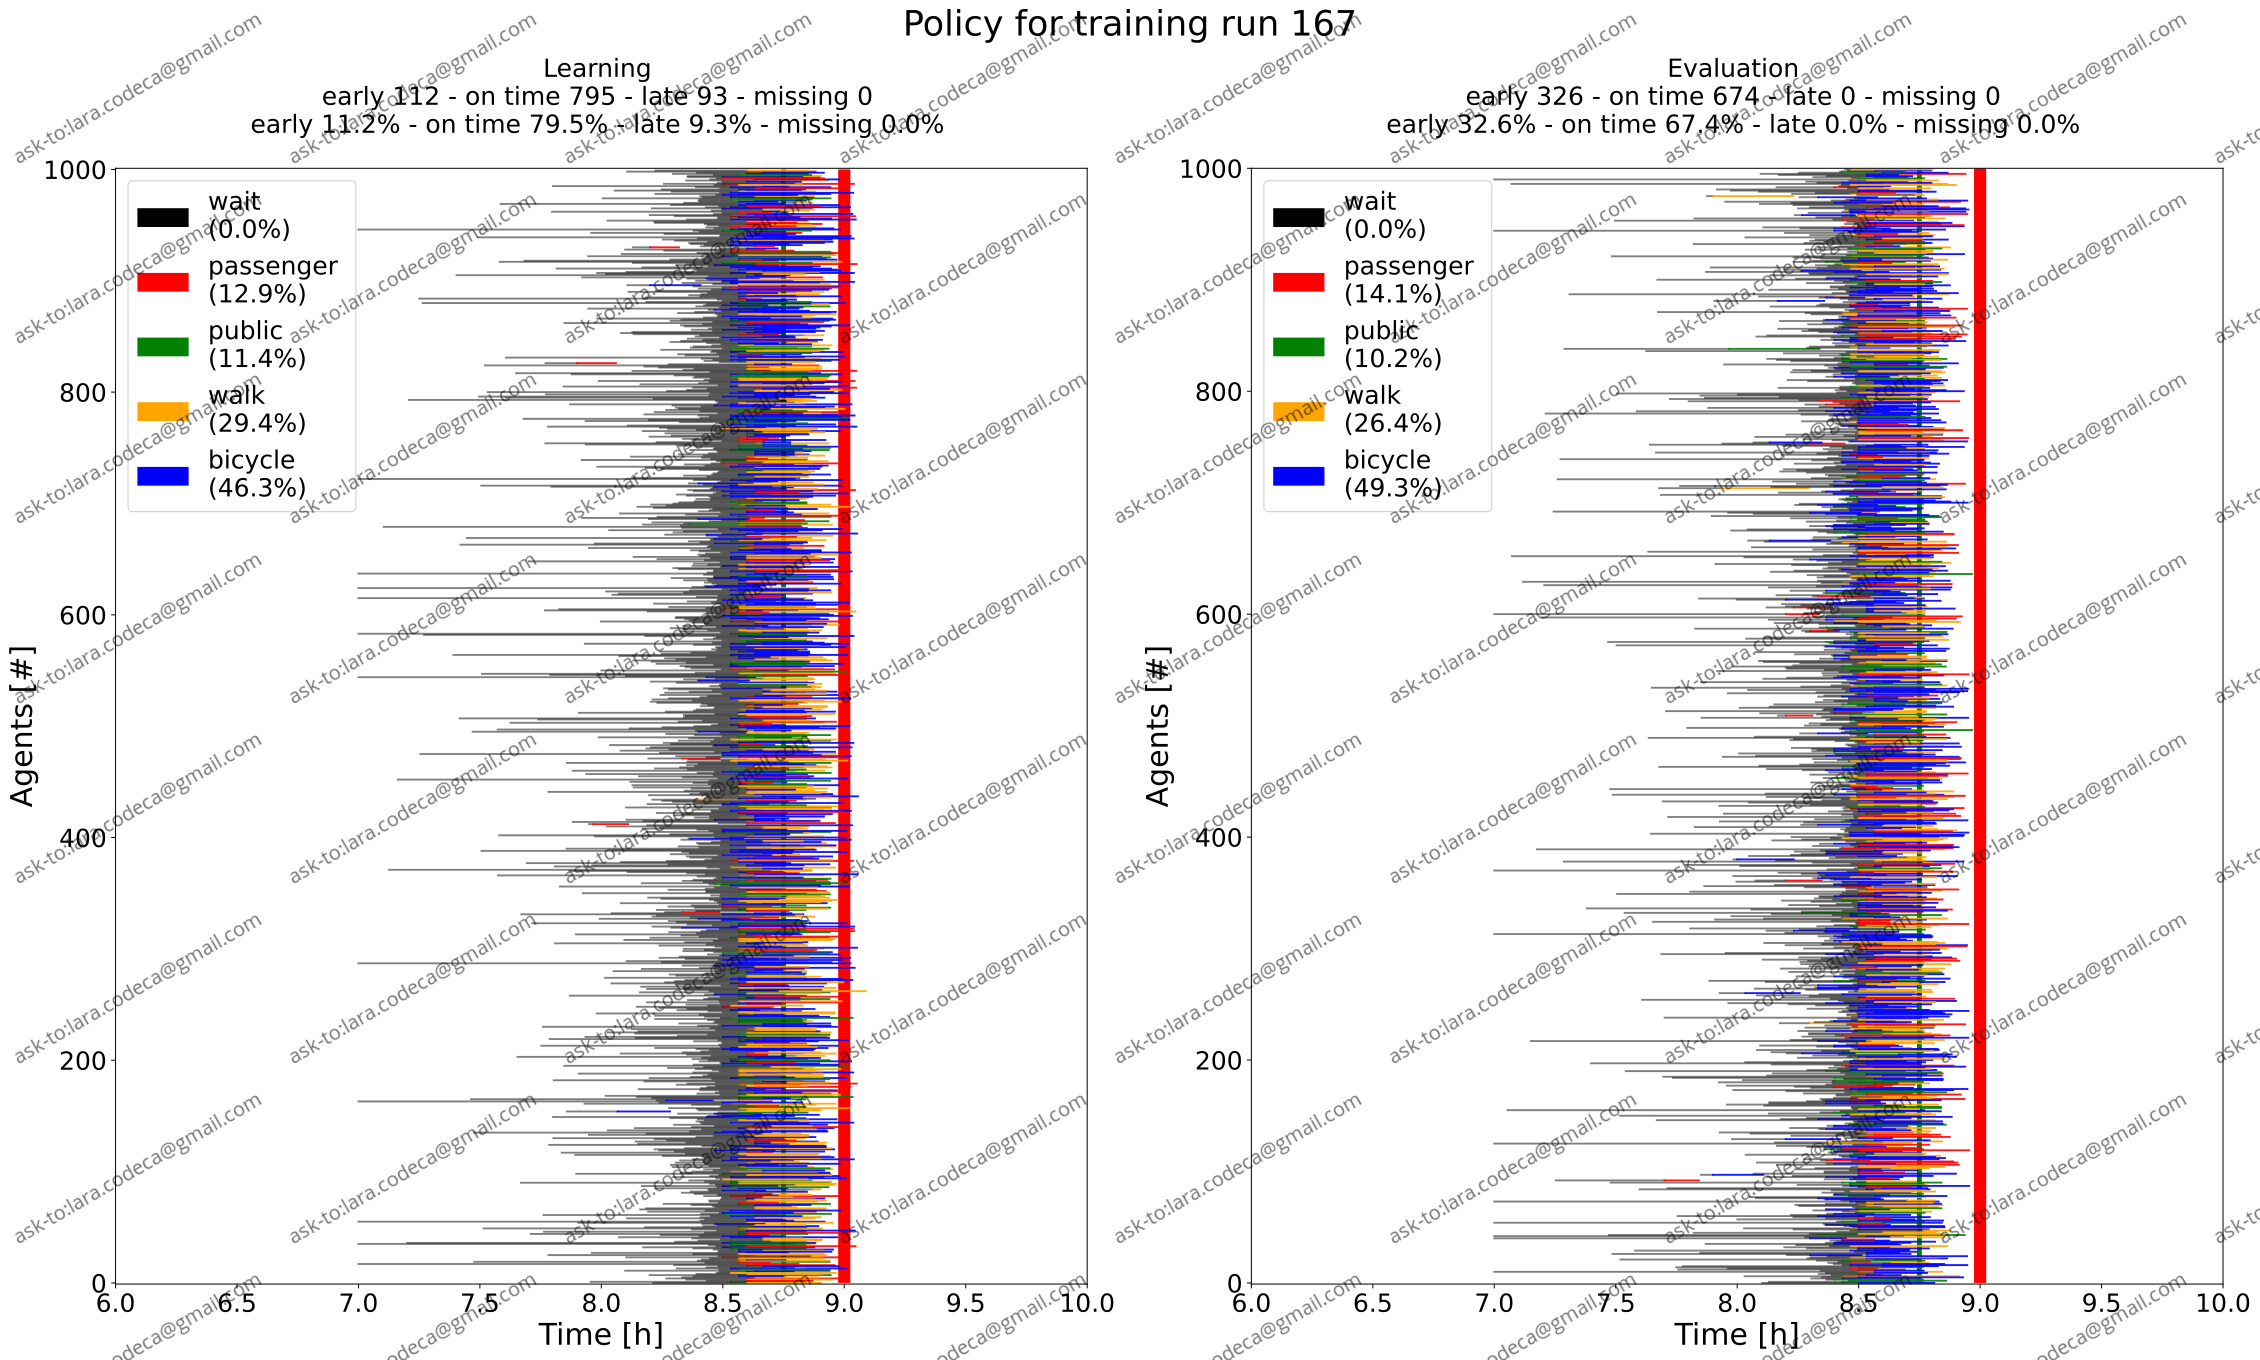 Policy for training run 167
Learning
early 112 - on time 795 - late 93 - missing 0
early 11.2% - on time 79.5% - late 9.3% - missing 0.0%
1000
800
600
400
200
0
Agents [#]
wait
(0.0%)
passenger
(12.9%)
public
(11.4%)
walk
(29.4%)
bicycle
(46.3%)
6.0 6.5 7.0 7.5 8.0 8.5 9.0 9.5 10.0
Time [h]
Evaluation
early 326 - on time 674 - late 0 - missing 0
early 32.6% - on time 67.4% - late 0.0% - missing 0.0%
1000
800
600
400
200
0
Agents [#]
wait
(0.0%)
passenger
(14.1%)
public
(10.2%)
walk
(26.4%)
bicycle
(49.3%)
6.0 6.5 7.0 7.5 8.0 8.5 9.0 9.5 10.0
Time [h]
ask-to:lara.codeca@gmail.com